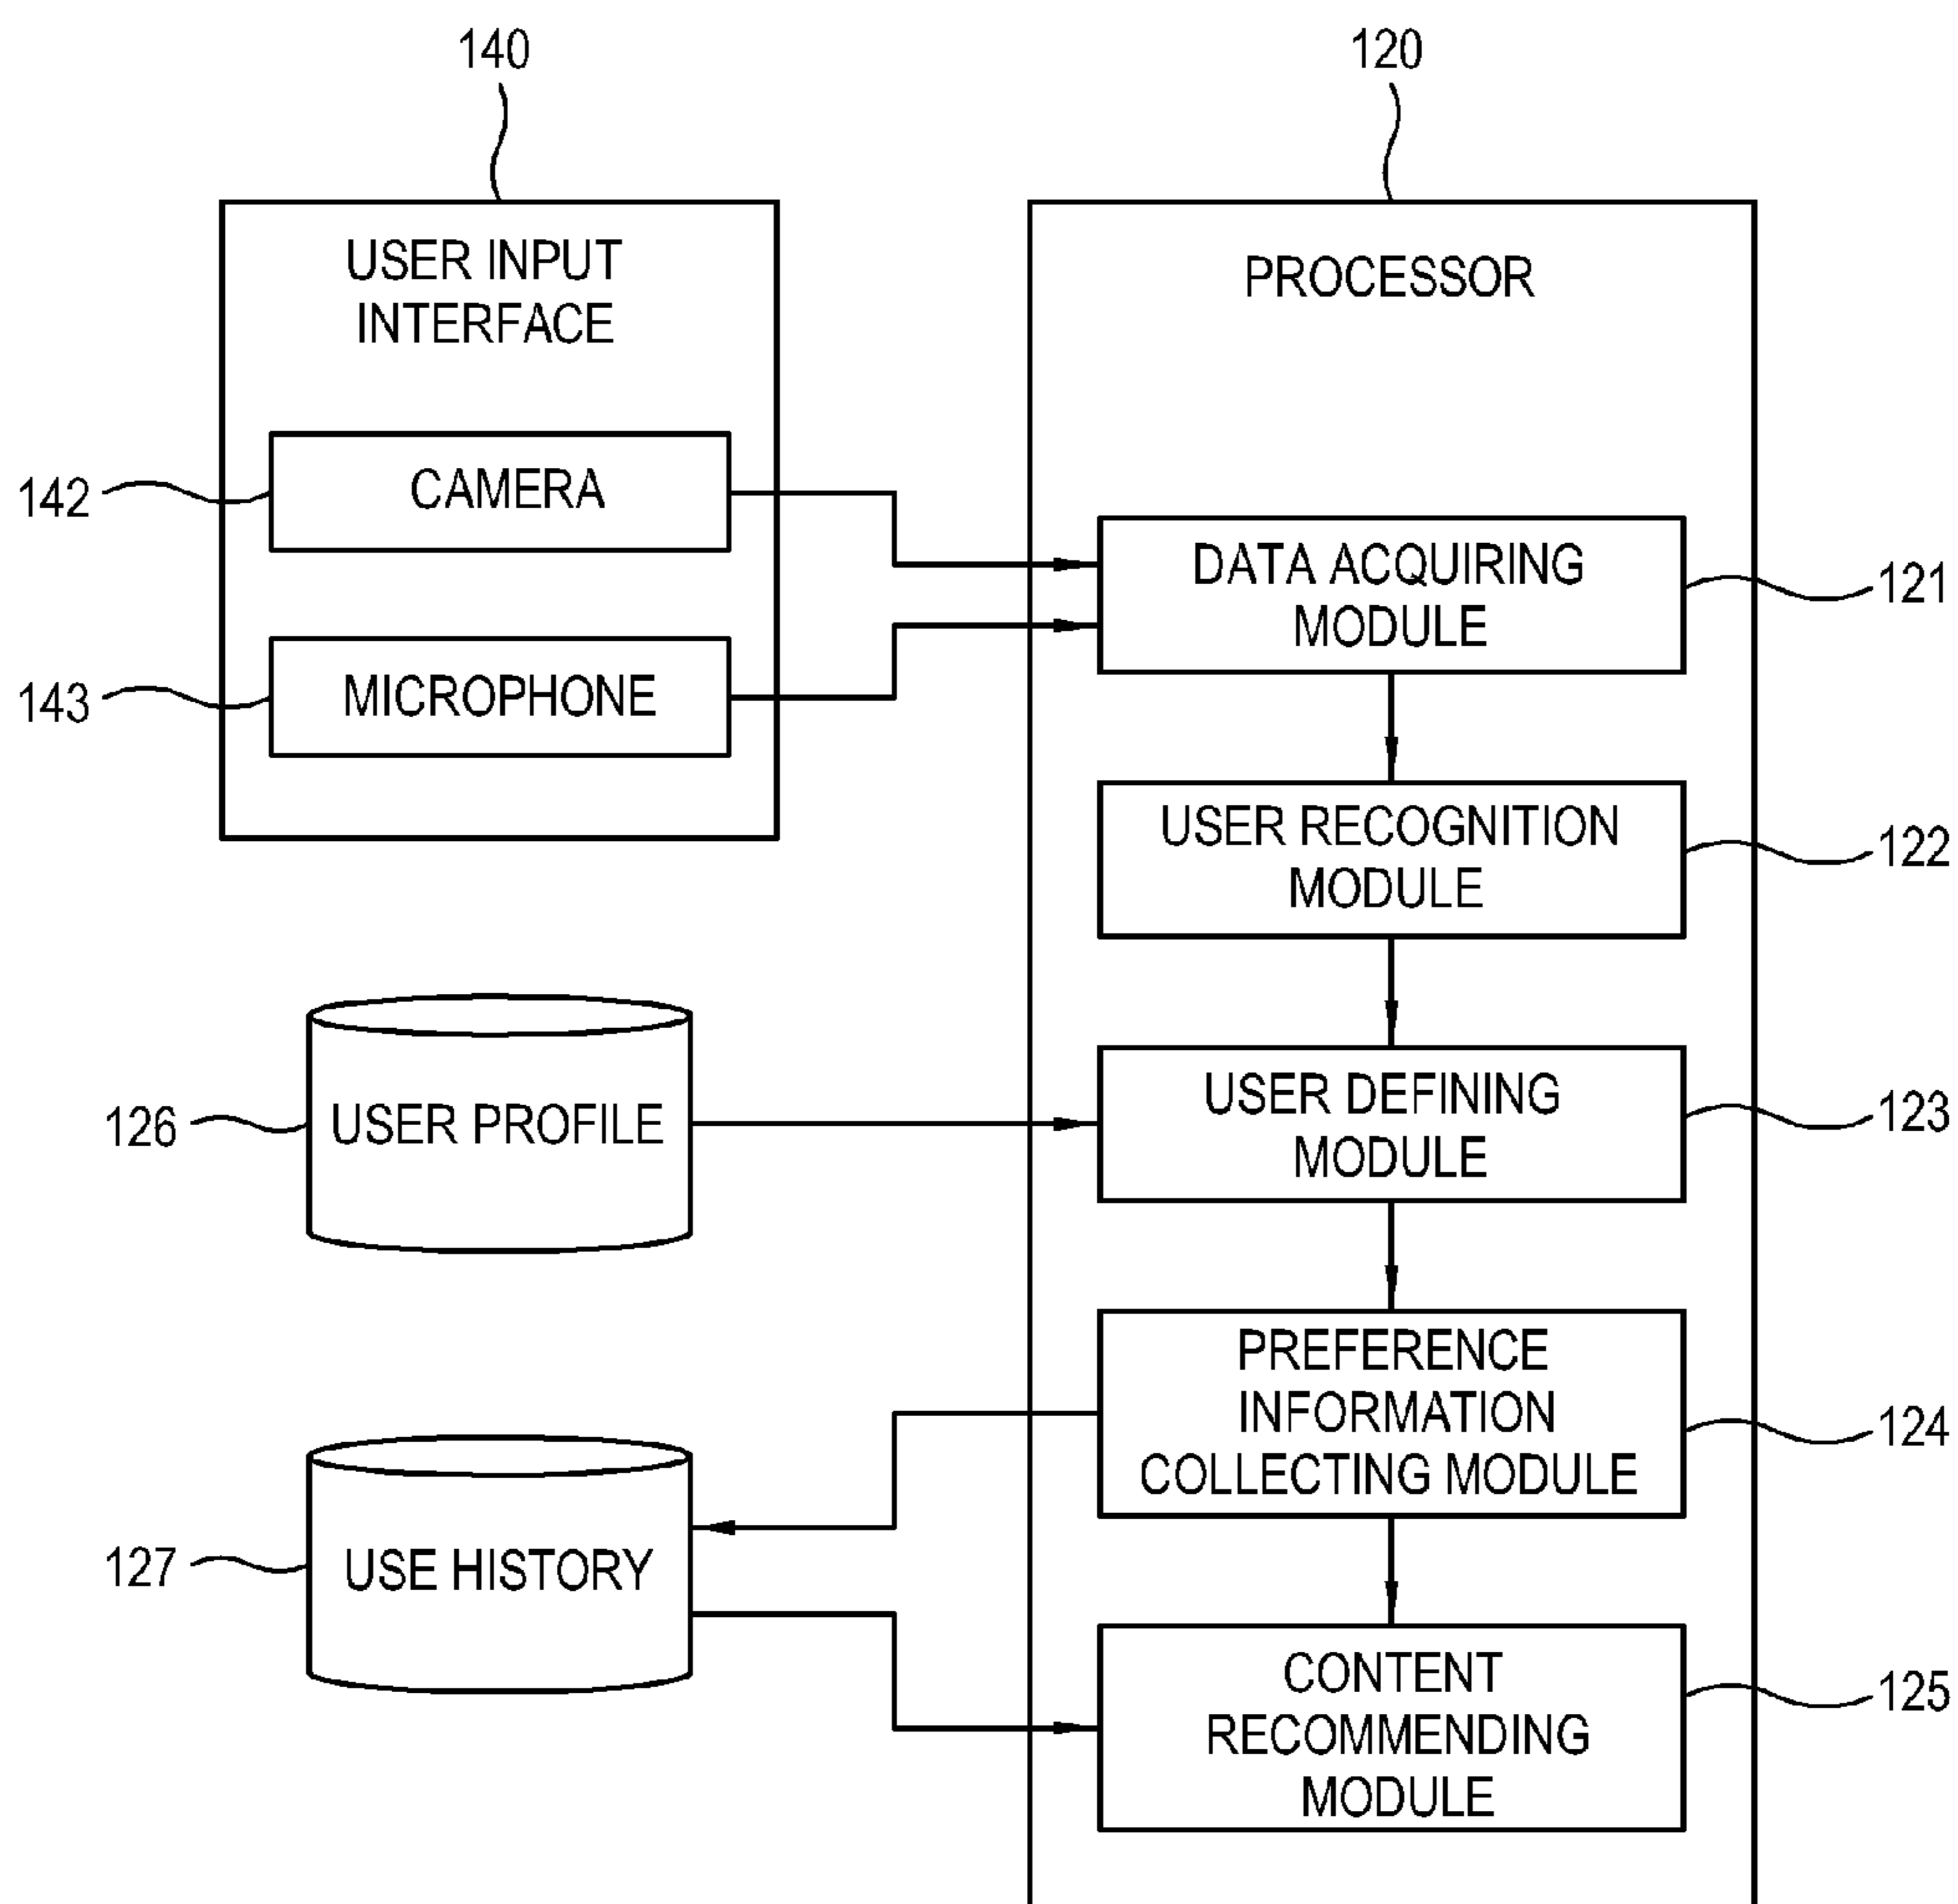 140
120
USER INPUT
INTERFACE
PROCESSOR
142
CAMERA
DATA ACQUIRING
MODULE
121
143
MICROPHONE
USER RECOGNITION
MODULE
122
126
USER PROFILE
USER DEFINING
MODULE
123
PREFERENCE
INFORMATION
COLLECTING MODULE
124
127
USE HISTORY
CONTENT
RECOMMENDING
MODULE
125